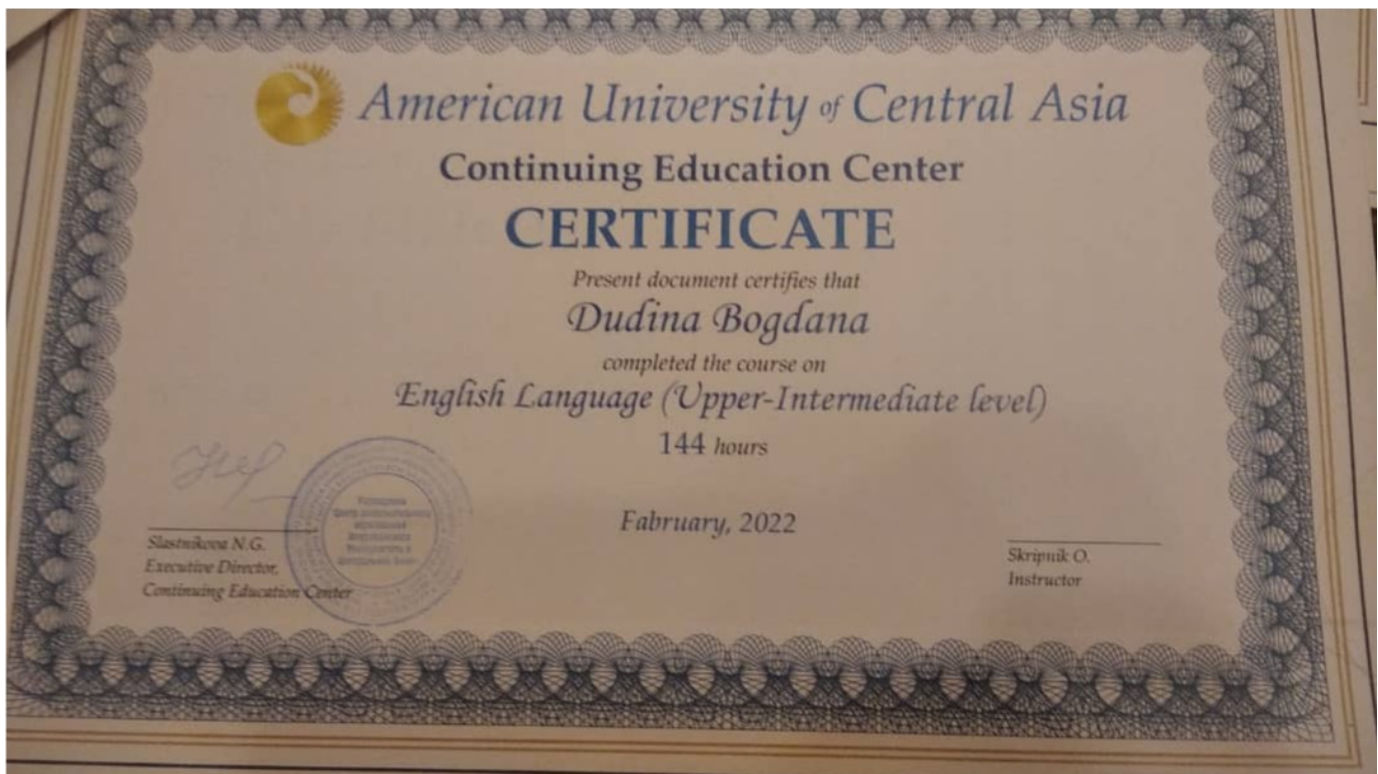 American University of Central Asia
Continuing Education Center
CERTIFICATE
Present document certifies that
Dudina Bogdana
completed the course on
English Language (Upper-Intermediate level)
144 hours
Fabruary, 2022
Slastnikova N.G.
Executive Director,
Continuing Education Center
Skripnik O.
Instructor